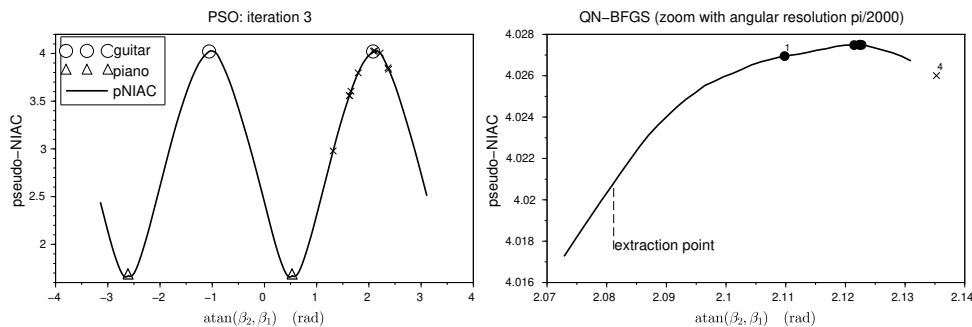 PSO: iteration 3
4
3.5
3
2.5
2
guitar
piano
pNIAC
pseudo−NIAC
−4 −3 −2 −1 0 1 2 3 4
atan(β2, β1) (rad)
QN−BFGS (zoom with angular resolution pi/2000)
4.028
4.026
4.024
4.022
4.02
4.018
4.016
pseudo−NIAC
1
4
extraction point
2.07 2.08 2.09 2.1 2.11 2.12 2.13 2.14
atan(β2, β1) (rad)